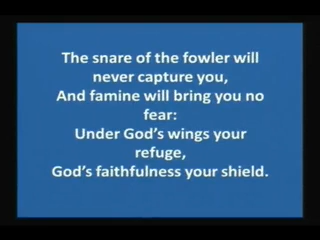 The snare of the fowler will
never capture you,
And famine will bring you no
fear:
Under God's wings your
refuge,
God's faithfulness your shield.